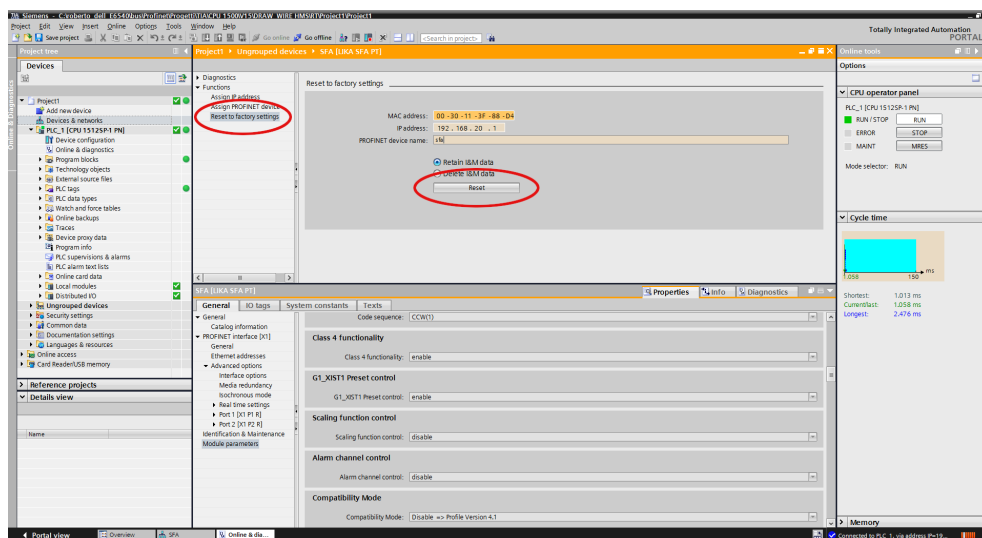 Siemens - C:\roberto_dell_E6540\bus\Profinet\Progetti\TIA\CPU 1500\V15\DRAW_WIRE HMS\RT\Project1\Project1
Project Edit View Insert Online Options Tools Window Help
Save project
Go online
Go offline
<Search in project>
Totally Integrated Automation
PORTAL
Project tree
Devices
Online & Diagnostics
Project1
Add new device
Devices & networks
PLC_1 [CPU 1512SP-1 PN]
Device configuration
Online & diagnostics
Program blocks
Technology objects
External source files
PLC tags
PLC data types
Watch and force tables
Online backups
Traces
Device proxy data
Program info
PLC supervisions & alarms
PLC alarm text lists
Online card data
Local modules
Distributed I/O
Ungrouped devices
Security settings
Common data
Documentation settings
Languages & resources
Online access
Card Reader/USB memory
Reference projects
Details view
Name
Project1 ▸ Ungrouped devices ▸ SFA [LIKA SFA PT]
Diagnostics
Functions
Assign IP address
Assign PROFINET device
Reset to factory settings
Reset to factory settings
MAC address: 00 -30 -11 -3F -88 -D4
IP address: 192 . 168 . 20 . 1
PROFINET device name: sfa
Retain I&M data
Delete I&M data
Reset
SFA [LIKA SFA PT]
Properties
Info
Diagnostics
General
IO tags
System constants
Texts
General
Catalog information
PROFINET interface [X1]
General
Ethernet addresses
Advanced options
Interface options
Media redundancy
Isochronous mode
Real time settings
Port 1 [X1 P1 R]
Port 2 [X1 P2 R]
Identification & Maintenance
Module parameters
Code sequence: CCW(1)
Class 4 functionality
Class 4 functionality: enable
G1_XIST1 Preset control
G1_XIST1 Preset control: enable
Scaling function control
Scaling function control: disable
Alarm channel control
Alarm channel control: disable
Compatibility Mode
Compatibility Mode: Disable => Profile Version 4.1
Online tools
Options
CPU operator panel
PLC_1 [CPU 1512SP-1 PN]
RUN / STOP RUN
ERROR STOP
MAINT MRES
Mode selector: RUN
Cycle time
ms
1.058 150
Shortest: 1.013 ms
Current/last: 1.058 ms
Longest: 2.476 ms
Memory
Portal view
Overview
SFA
Online & dia...
Connected to PLC_1, via address IP=19...